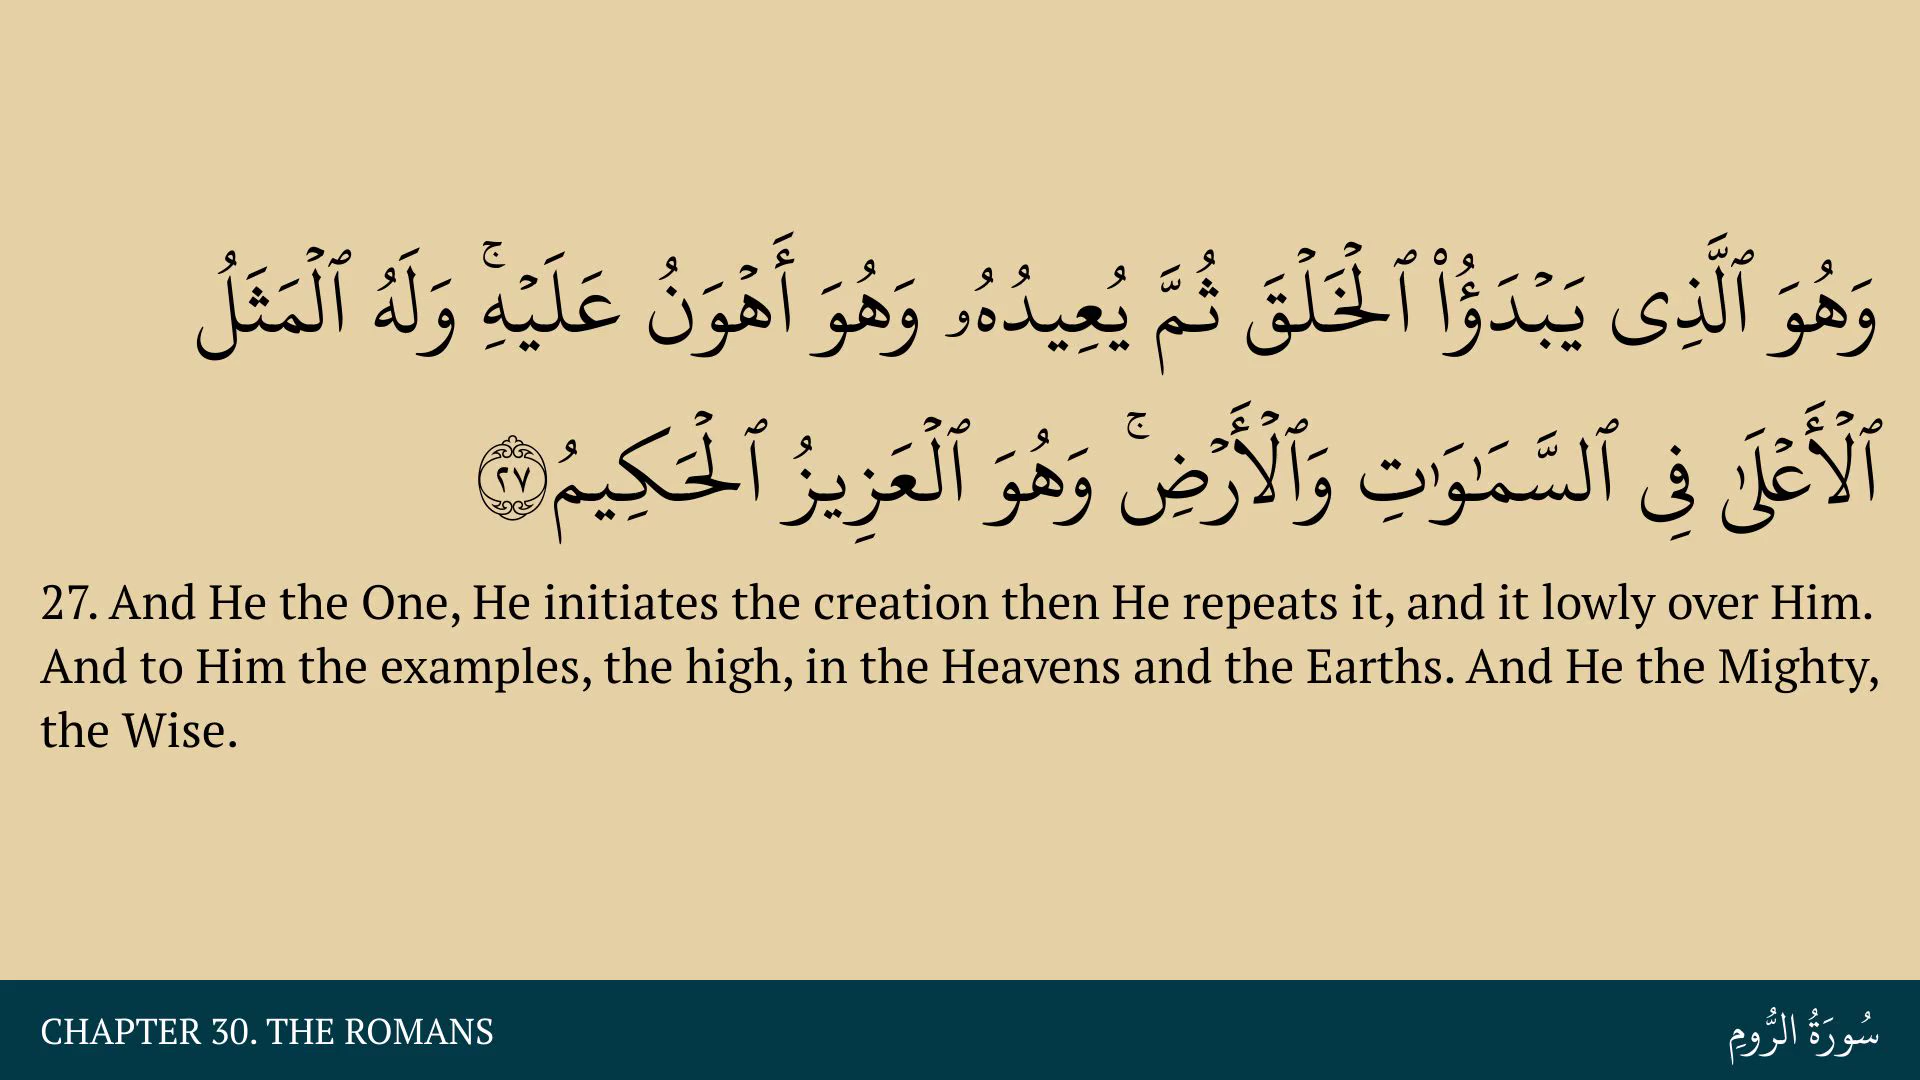 وَهُوَ ٱلَّذِى يَبۡدَؤُاْ ٱلۡخَلۡقَ ثُمَّ يُعِيدُهُۥ وَهُوَ أَهۡوَنُ عَلَيۡهِۚ وَلَهُ ٱلۡمَثَلُ
ٱلۡأَعۡلَىٰ فِى ٱلسَّمَـٰوَٰتِ وَٱلۡأَرۡضِۚ وَهُوَ ٱلۡعَزِيزُ ٱلۡحَكِيمُ ٢٧
27. And He the One, He initiates the creation then He repeats it, and it lowly over Him.
And to Him the examples, the high, in the Heavens and the Earths. And He the Mighty,
the Wise.
CHAPTER 30. THE ROMANS
سُورَةُ الرُّومِ